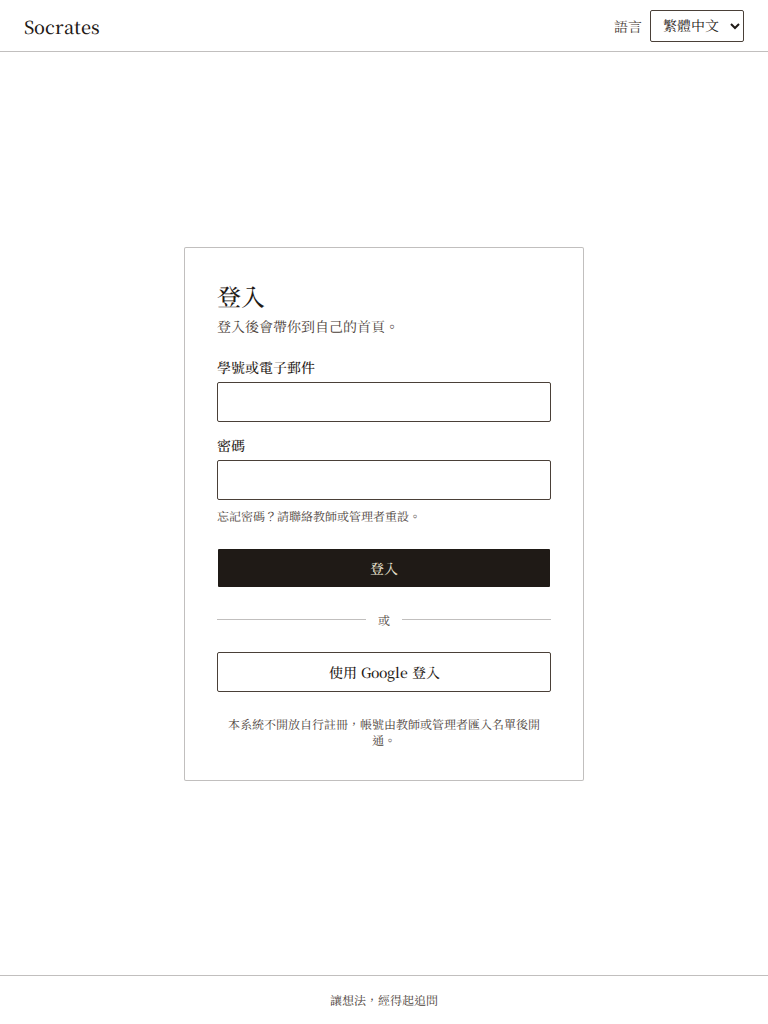 Socrates
語言 繁體中文
登入
登入後會帶你到自己的首頁。
學號或電子郵件
密碼
忘記密碼？請聯絡教師或管理者重設。
登入
或
使用 Google 登入
本系統不開放自行註冊，帳號由教師或管理者匯入名單後開
通。
讓想法，經得起追問